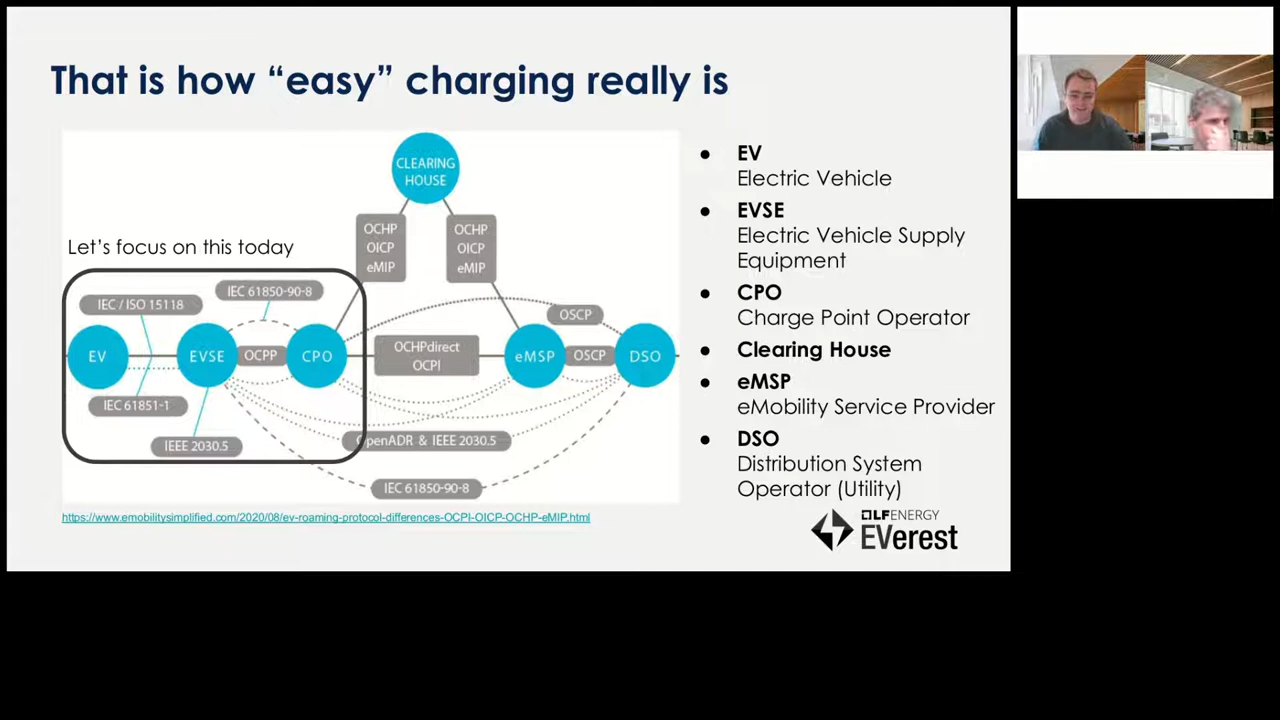 That is how “easy” charging really is
CLEARING
HOUSE
OCHP
OICP
eMIP
OCHP
OICP
eMIP
Let’s focus on this today
IEC / ISO 15118
IEC 61850-90-8
OSCP
EV
EVSE
OCPP
CPO
OCHPdirect
OCPI
eMSP
OSCP
DSO
IEC 61851-1
IEEE 2030.5
OpenADR & IEEE 2030.5
IEC 61850-90-8
https://www.emobilitysimplified.com/2020/08/ev-roaming-protocol-differences-OCPI-OICP-OCHP-eMIP.html
● EV
Electric Vehicle
● EVSE
Electric Vehicle Supply
Equipment
● CPO
Charge Point Operator
● Clearing House
● eMSP
eMobility Service Provider
● DSO
Distribution System
Operator (Utility)
LFENERGY
EVerest